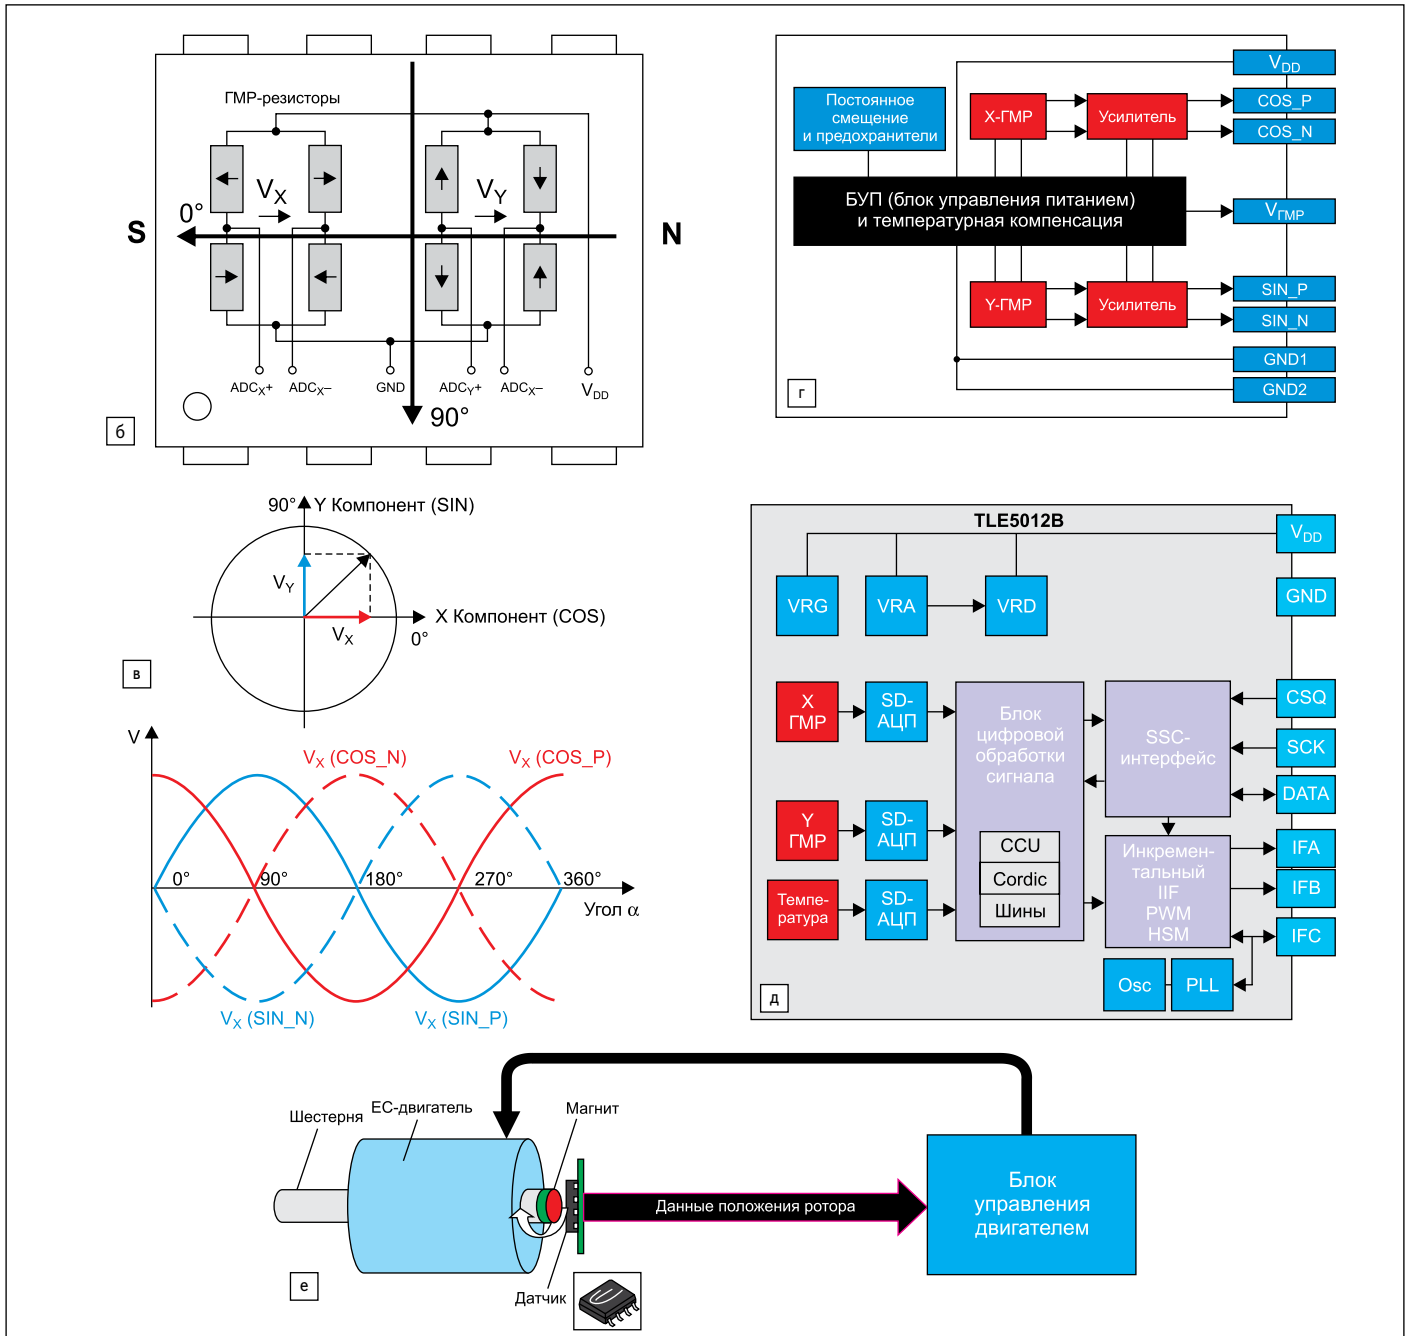 ГМР-резисторы
V_X
V_Y
0°
S
N
ADC_X+
ADC_X–
GND
ADC_Y+
ADC_X–
V_DD
90°
б
V_DD
Постоянное
смещение
и предохранители
X-ГМР
Усилитель
COS_P
COS_N
БУП (блок управления питанием)
и температурная компенсация
V_ГМР
Y-ГМР
Усилитель
SIN_P
SIN_N
GND1
GND2
г
90°
Y Компонент (SIN)
V_Y
V_X
X Компонент (COS)
0°
в
V
V_X (COS_N)
V_X (COS_P)
0°
90°
180°
270°
360°
Угол α
V_X (SIN_N)
V_X (SIN_P)
TLE5012B
V_DD
VRG
VRA
VRD
GND
X
ГМР
SD-
АЦП
Блок
цифровой
обработки
сигнала
SSC-
интерфейс
CSQ
SCK
DATA
Y
ГМР
SD-
АЦП
CCU
Cordic
Шины
Инкремен-
тальный
IIF
PWM
HSM
IFA
IFB
IFC
Темпе-
ратура
SD-
АЦП
Osc
PLL
д
Шестерня
ЕС-двигатель
Магнит
Данные положения ротора
Блок
управления
двигателем
Датчик
е